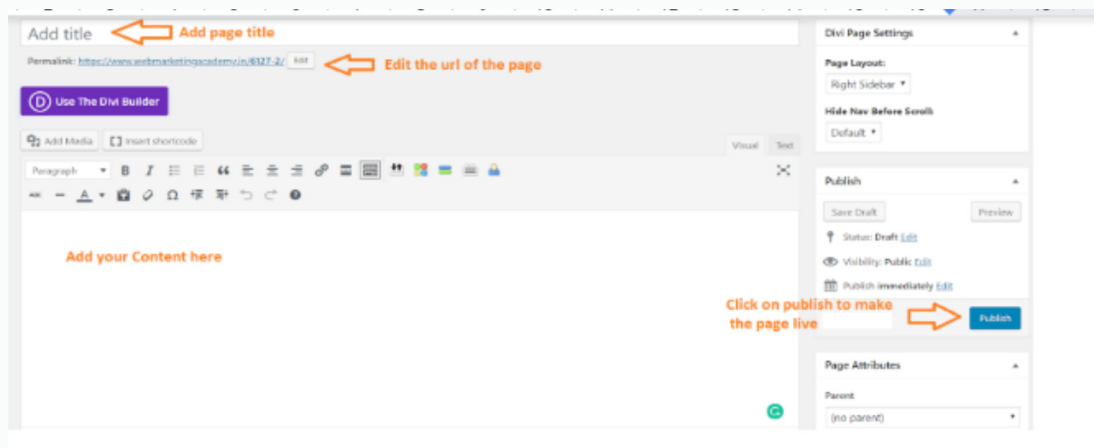 Add title
Add page title
Permalink: https://www.webmarketingacademy.in/6127-2/ Edit
Edit the url of the page
D Use The Divi Builder
Add Media Insert shortcode
Visual Text
Paragraph B I
ABC A Ω
Add your Content here
Divi Page Settings
Page Layout:
Right Sidebar
Hide Nav Before Scroll:
Default
Publish
Save Draft Preview
Status: Draft Edit
Visibility: Public Edit
Publish immediately Edit
Click on publish to make
the page live
Publish
Page Attributes
Parent
(no parent)